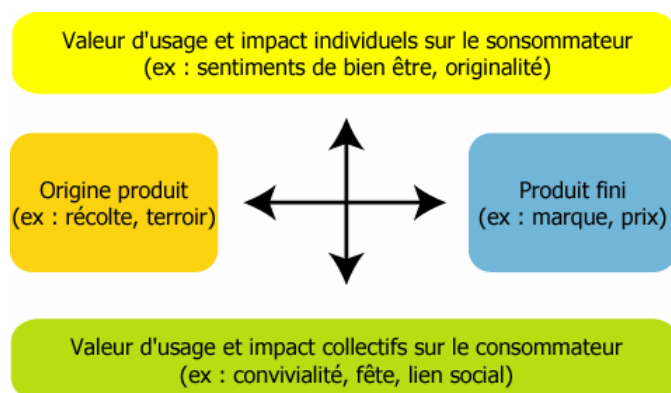 Valeur d'usage et impact individuels sur le sonsommateur
(ex : sentiments de bien être, originalité)
Origine produit
(ex : récolte, terroir)
Produit fini
(ex : marque, prix)
Valeur d'usage et impact collectifs sur le consommateur
(ex : convivialité, fête, lien social)